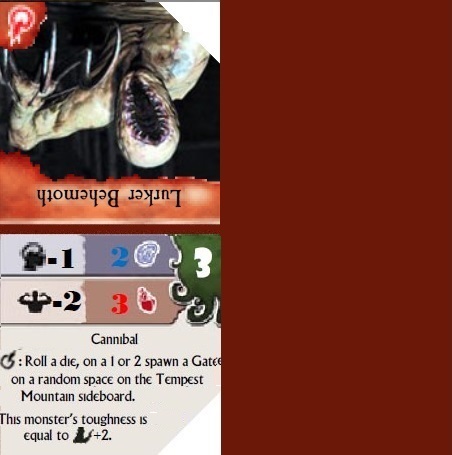 Lurker Behemoth
-1 2 3
-2 3
Cannibal
: Roll a die, on a 1 or 2 spawn a Gate
on a random space on the Tempest
Mountain sideboard.
This monster's toughness is
equal to +2.